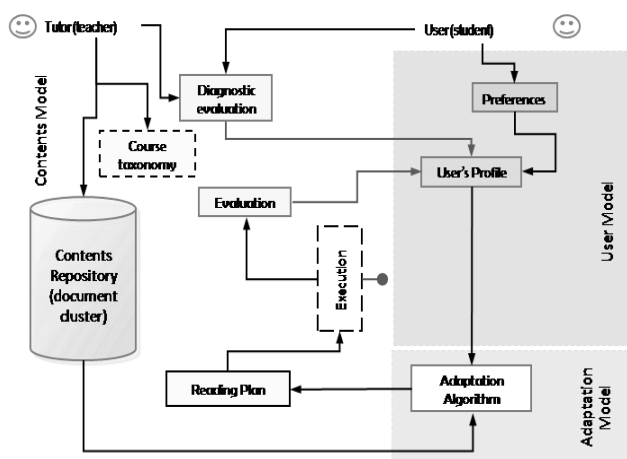 Tutor(teacher)
User(student)
Contents Model
Diagnostic
evaluation
Preferences
Course
taxonomy
User's Profile
Evaluation
User Model
Contents
Repository
(document
cluster)
Execution
Reading Plan
Adaptation
Algorithm
Adaptation
Model